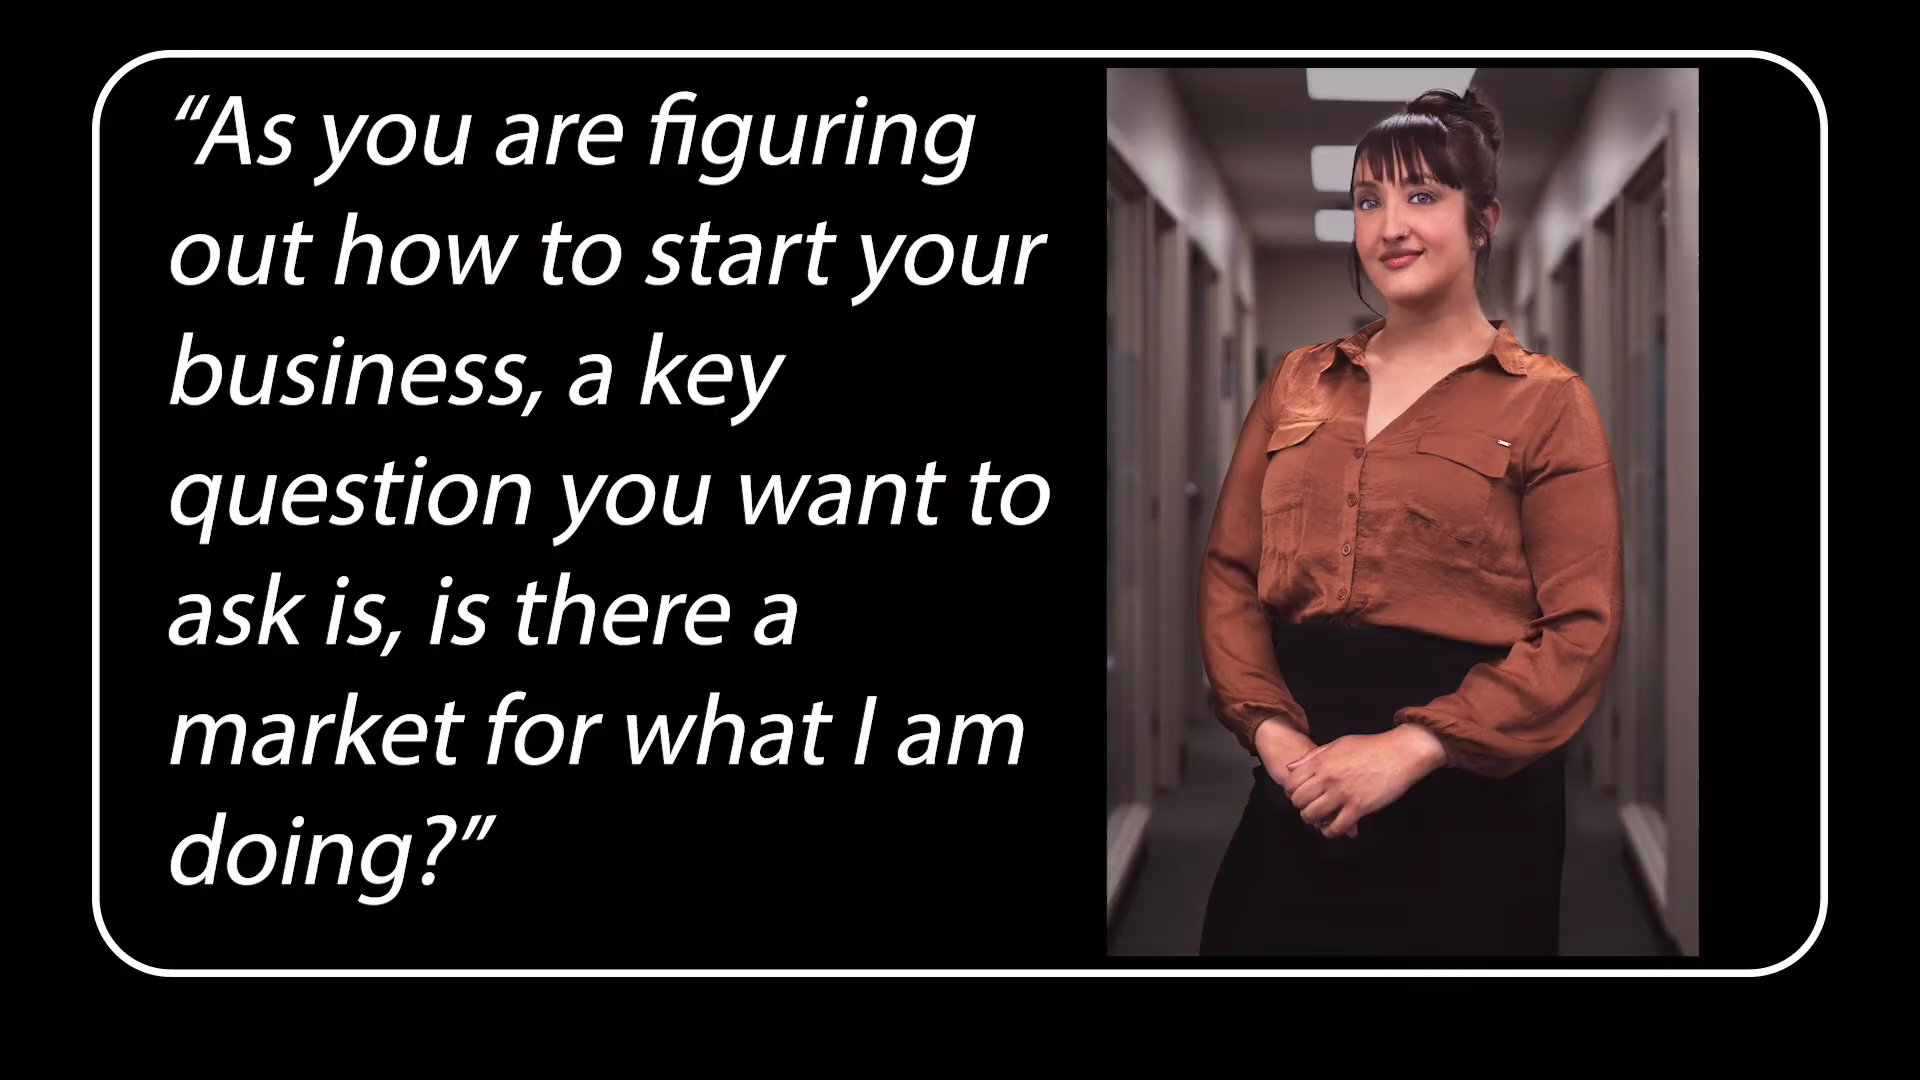 “As you are figuring
out how to start your
business, a key
question you want to
ask is, is there a
market for what I am
doing?”